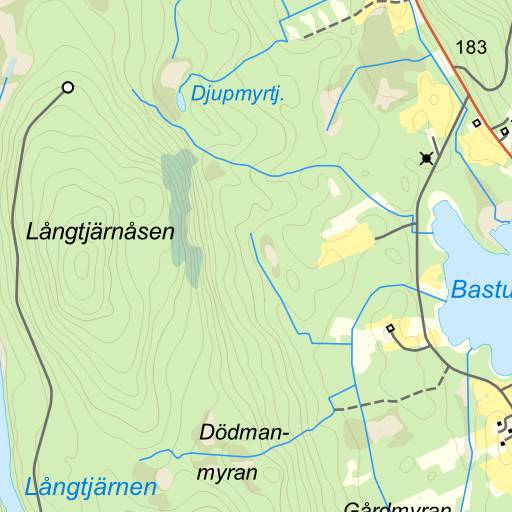 183
Djupmyrtj.
Långtjärnåsen
Bastu
Dödman-
myran
Långtjärnen
Gårdmyran